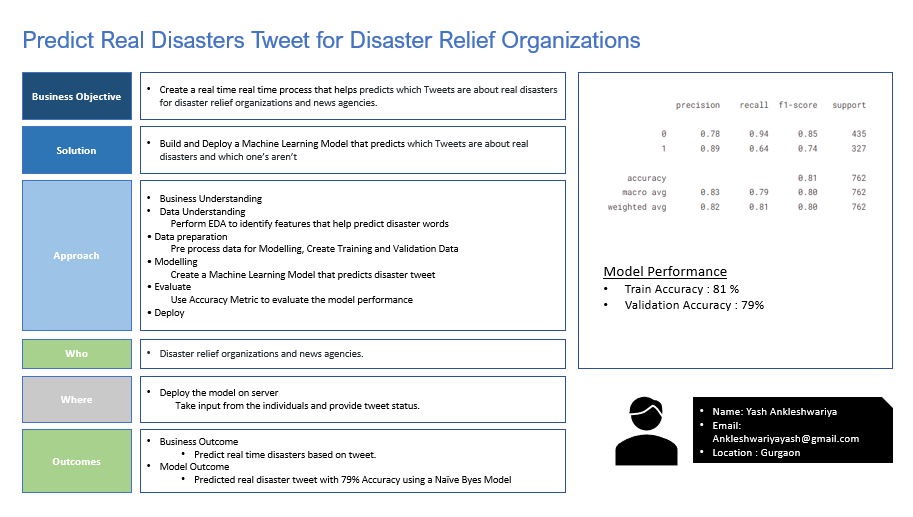 Predict Real Disasters Tweet for Disaster Relief Organizations
Business Objective
• Create a real time real time process that helps predicts which Tweets are about real disasters
for disaster relief organizations and news agencies.
Solution
• Build and Deploy a Machine Learning Model that predicts which Tweets are about real
disasters and which one's aren't
Approach
• Business Understanding
• Data Understanding
Perform EDA to identify features that help predict disaster words
• Data preparation
Pre process data for Modelling, Create Training and Validation Data
• Modelling
Create a Machine Learning Model that predicts disaster tweet
• Evaluate
Use Accuracy Metric to evaluate the model performance
• Deploy
Who
• Disaster relief organizations and news agencies.
Where
• Deploy the model on server
Take input from the individuals and provide tweet status.
Outcomes
• Business Outcome
• Predict real time disasters based on tweet.
• Model Outcome
• Predicted real disaster tweet with 79% Accuracy using a Naïve Byes Model
precision recall f1-score support
0 0.78 0.94 0.85 435
1 0.89 0.64 0.74 327
accuracy 0.81 762
macro avg 0.83 0.79 0.80 762
weighted avg 0.82 0.81 0.80 762
Model Performance
• Train Accuracy : 81 %
• Validation Accuracy : 79%
• Name: Yash Ankleshwariya
• Email:
Ankleshwariyayash@gmail.com
• Location : Gurgaon